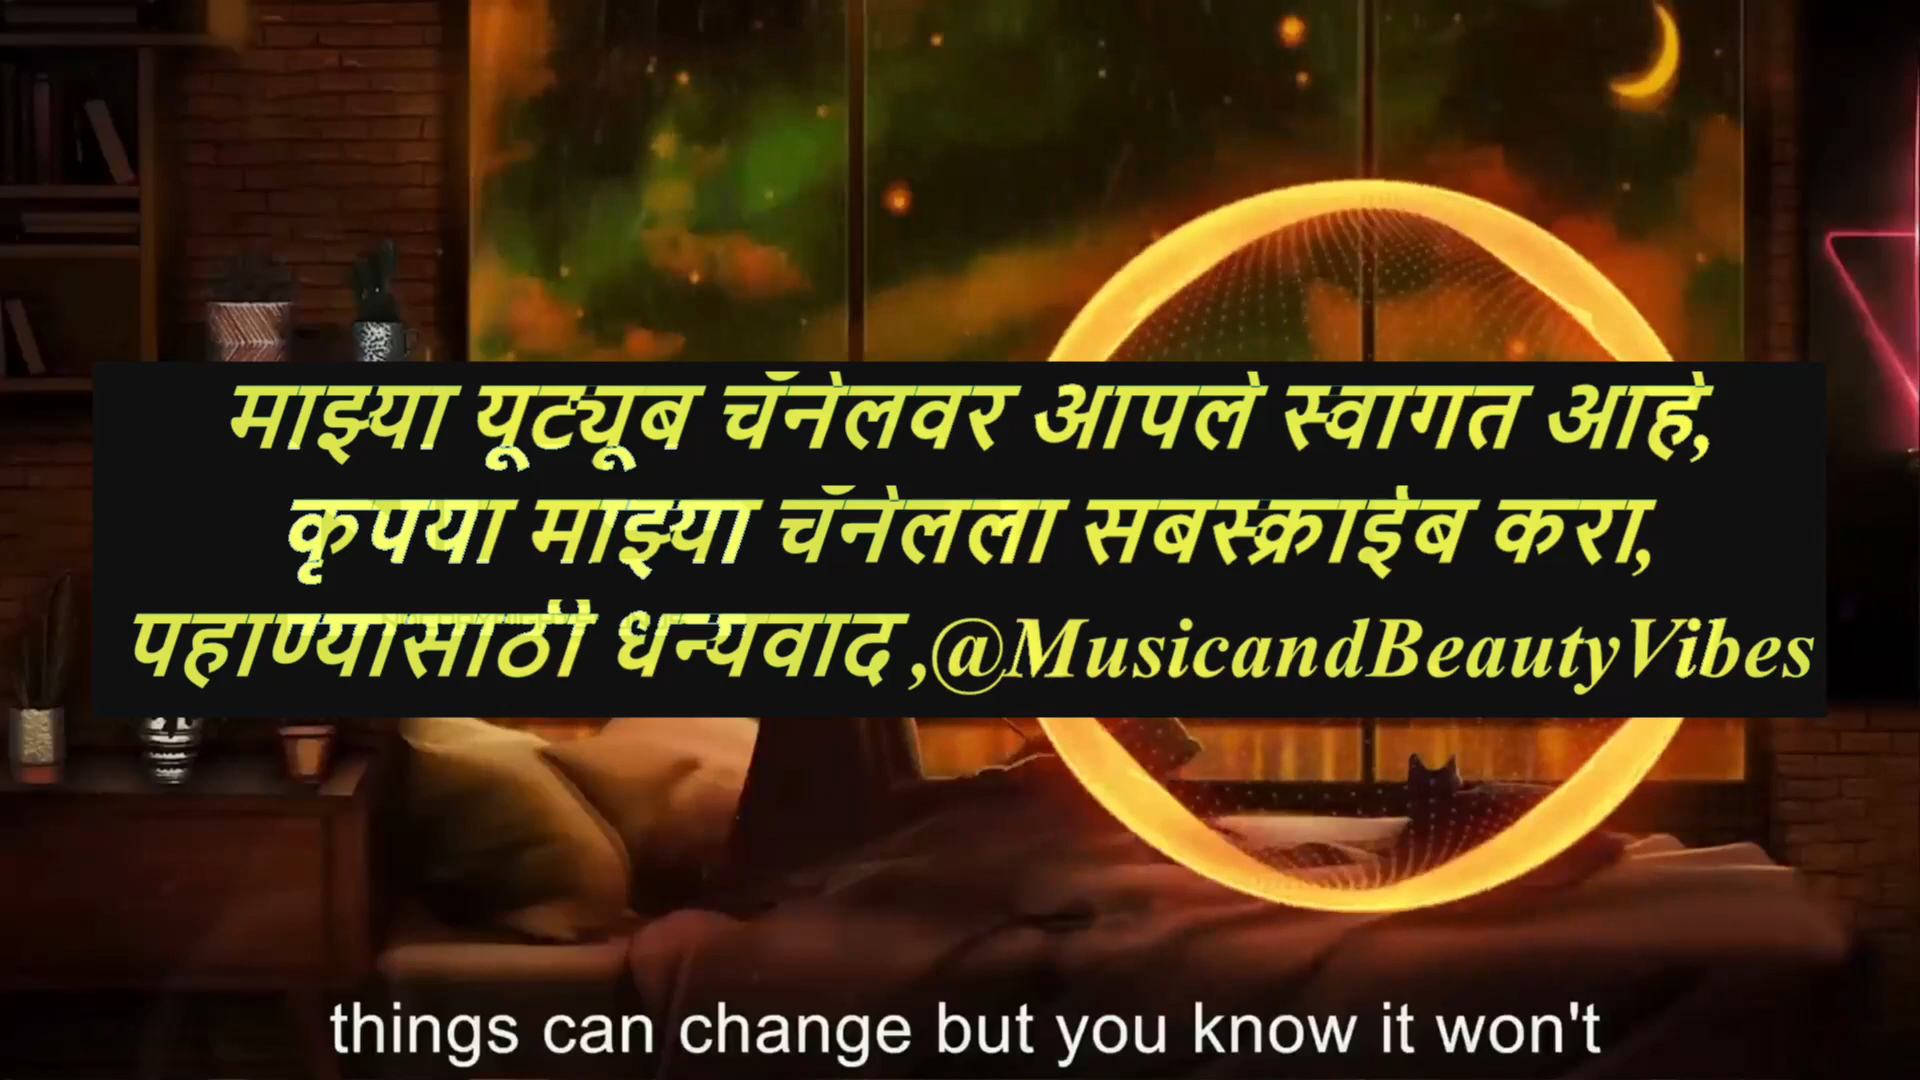 माझ्या यूट्यूब चॅनेलवर आपले स्वागत आहे,
कृपया माझ्या चॅनेलला सबस्क्राईब करा,
पहाण्यासाठी धन्यवाद ,@MusicandBeautyVibes
things can change but you know it won't